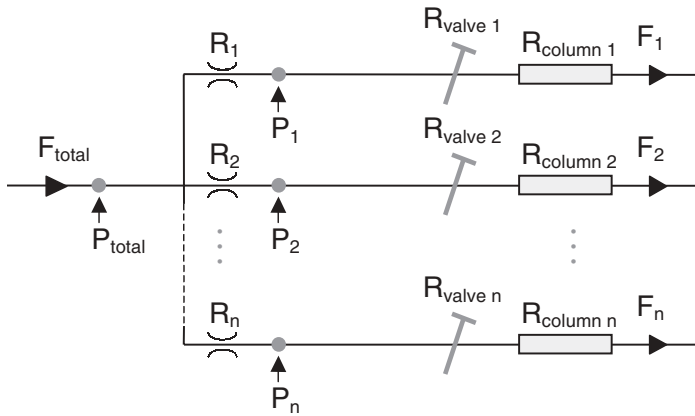 R1 Rvalve 1 Rcolumn 1 F1
P1
Ftotal R2 Rvalve 2 Rcolumn 2 F2
Ptotal P2
Rn Rvalve n Rcolumn n Fn
Pn